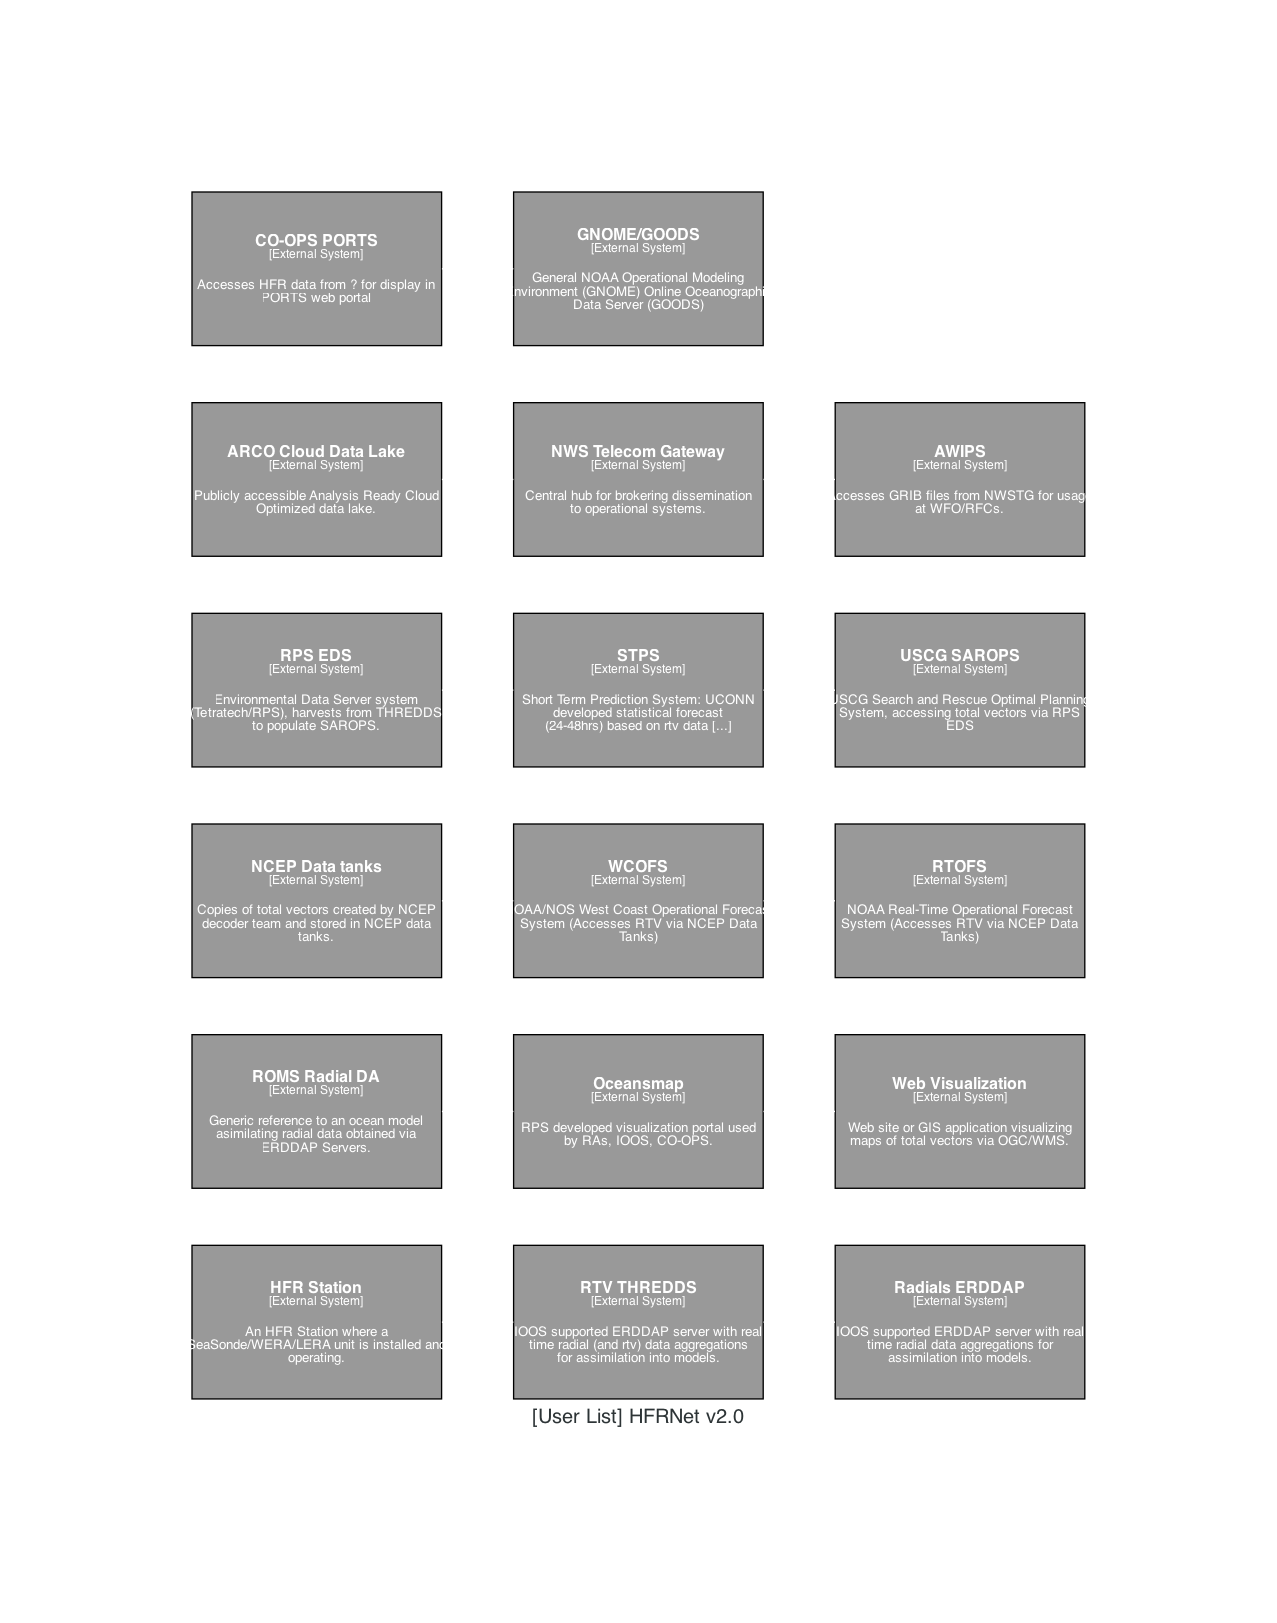 CO-OPS PORTS
[External System]
Accesses HFR data from ? for display in
PORTS web portal
GNOME/GOODS
[External System]
General NOAA Operational Modeling
nvironment (GNOME) Online Oceanographi
Data Server (GOODS)
ARCO Cloud Data Lake
[External System]
Publicly accessible Analysis Ready Cloud
Optimized data lake.
NWS Telecom Gateway
[External System]
Central hub for brokering dissemination
to operational systems.
AWIPS
[External System]
Accesses GRIB files from NWSTG for usag
at WFO/RFCs.
RPS EDS
[External System]
Environmental Data Server system
(Tetratech/RPS), harvests from THREDDS
to populate SAROPS.
STPS
[External System]
Short Term Prediction System: UCONN
developed statistical forecast
(24-48hrs) based on rtv data [...]
USCG SAROPS
[External System]
USCG Search and Rescue Optimal Planning
System, accessing total vectors via RPS
EDS
NCEP Data tanks
[External System]
Copies of total vectors created by NCEP
decoder team and stored in NCEP data
tanks.
WCOFS
[External System]
OAA/NOS West Coast Operational Forecas
System (Accesses RTV via NCEP Data
Tanks)
RTOFS
[External System]
NOAA Real-Time Operational Forecast
System (Accesses RTV via NCEP Data
Tanks)
ROMS Radial DA
[External System]
Generic reference to an ocean model
asimilating radial data obtained via
ERDDAP Servers.
Oceansmap
[External System]
RPS developed visualization portal used
by RAs, IOOS, CO-OPS.
Web Visualization
[External System]
Web site or GIS application visualizing
maps of total vectors via OGC/WMS.
HFR Station
[External System]
An HFR Station where a
SeaSonde/WERA/LERA unit is installed and
operating.
RTV THREDDS
[External System]
IOOS supported ERDDAP server with real
time radial (and rtv) data aggregations
for assimilation into models.
Radials ERDDAP
[External System]
IOOS supported ERDDAP server with real
time radial data aggregations for
assimilation into models.
[User List] HFRNet v2.0